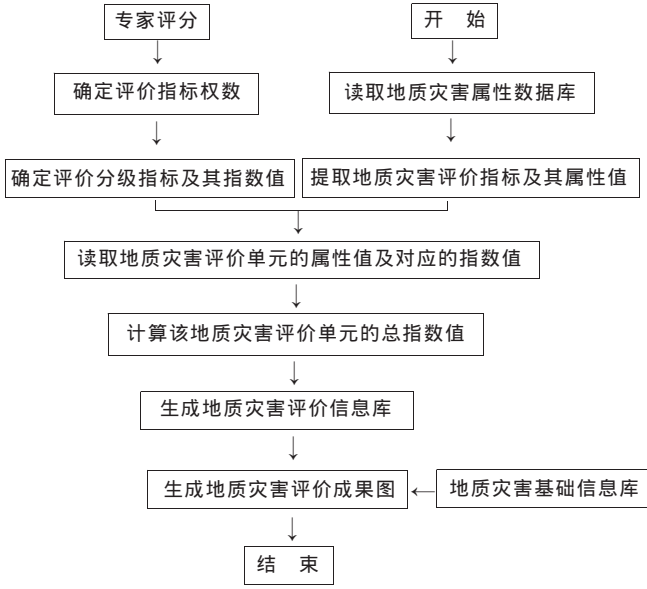 专家评分
开 始
确定评价指标权数
读取地质灾害属性数据库
确定评价分级指标及其指数值
提取地质灾害评价指标及其属性值
读取地质灾害评价单元的属性值及对应的指数值
计算该地质灾害评价单元的总指数值
生成地质灾害评价信息库
生成地质灾害评价成果图
地质灾害基础信息库
结 束